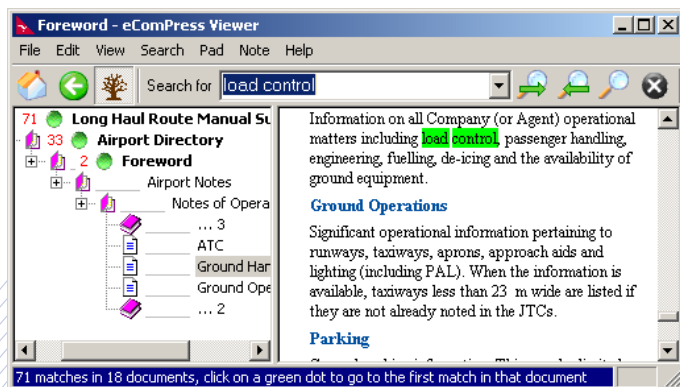 Foreword - eComPress Viewer
File Edit View Search Pad Note Help
Search for load control
71 Long Haul Route Manual Su
33 Airport Directory
2 Foreword
Airport Notes
Notes of Opera
... 3
ATC
Ground Har
Ground Ope
... 2
Information on all Company (or Agent) operational
matters including load control, passenger handling,
engineering, fuelling, de-icing and the availability of
ground equipment.
Ground Operations
Significant operational information pertaining to
runways, taxiways, aprons, approach aids and
lighting (including PAL). When the information is
available, taxiways less than 23 m wide are listed if
they are not already noted in the JTCs.
Parking
71 matches in 18 documents, click on a green dot to go to the first match in that document